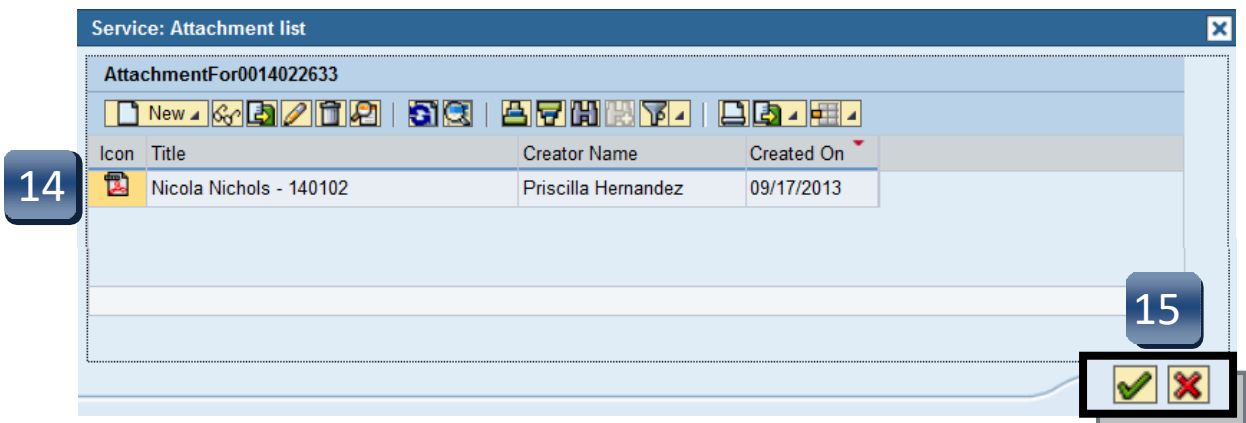 Service: Attachment list
AttachmentFor0014022633
New
Icon Title Creator Name Created On
14
Nicola Nichols - 140102 Priscilla Hernandez 09/17/2013
15